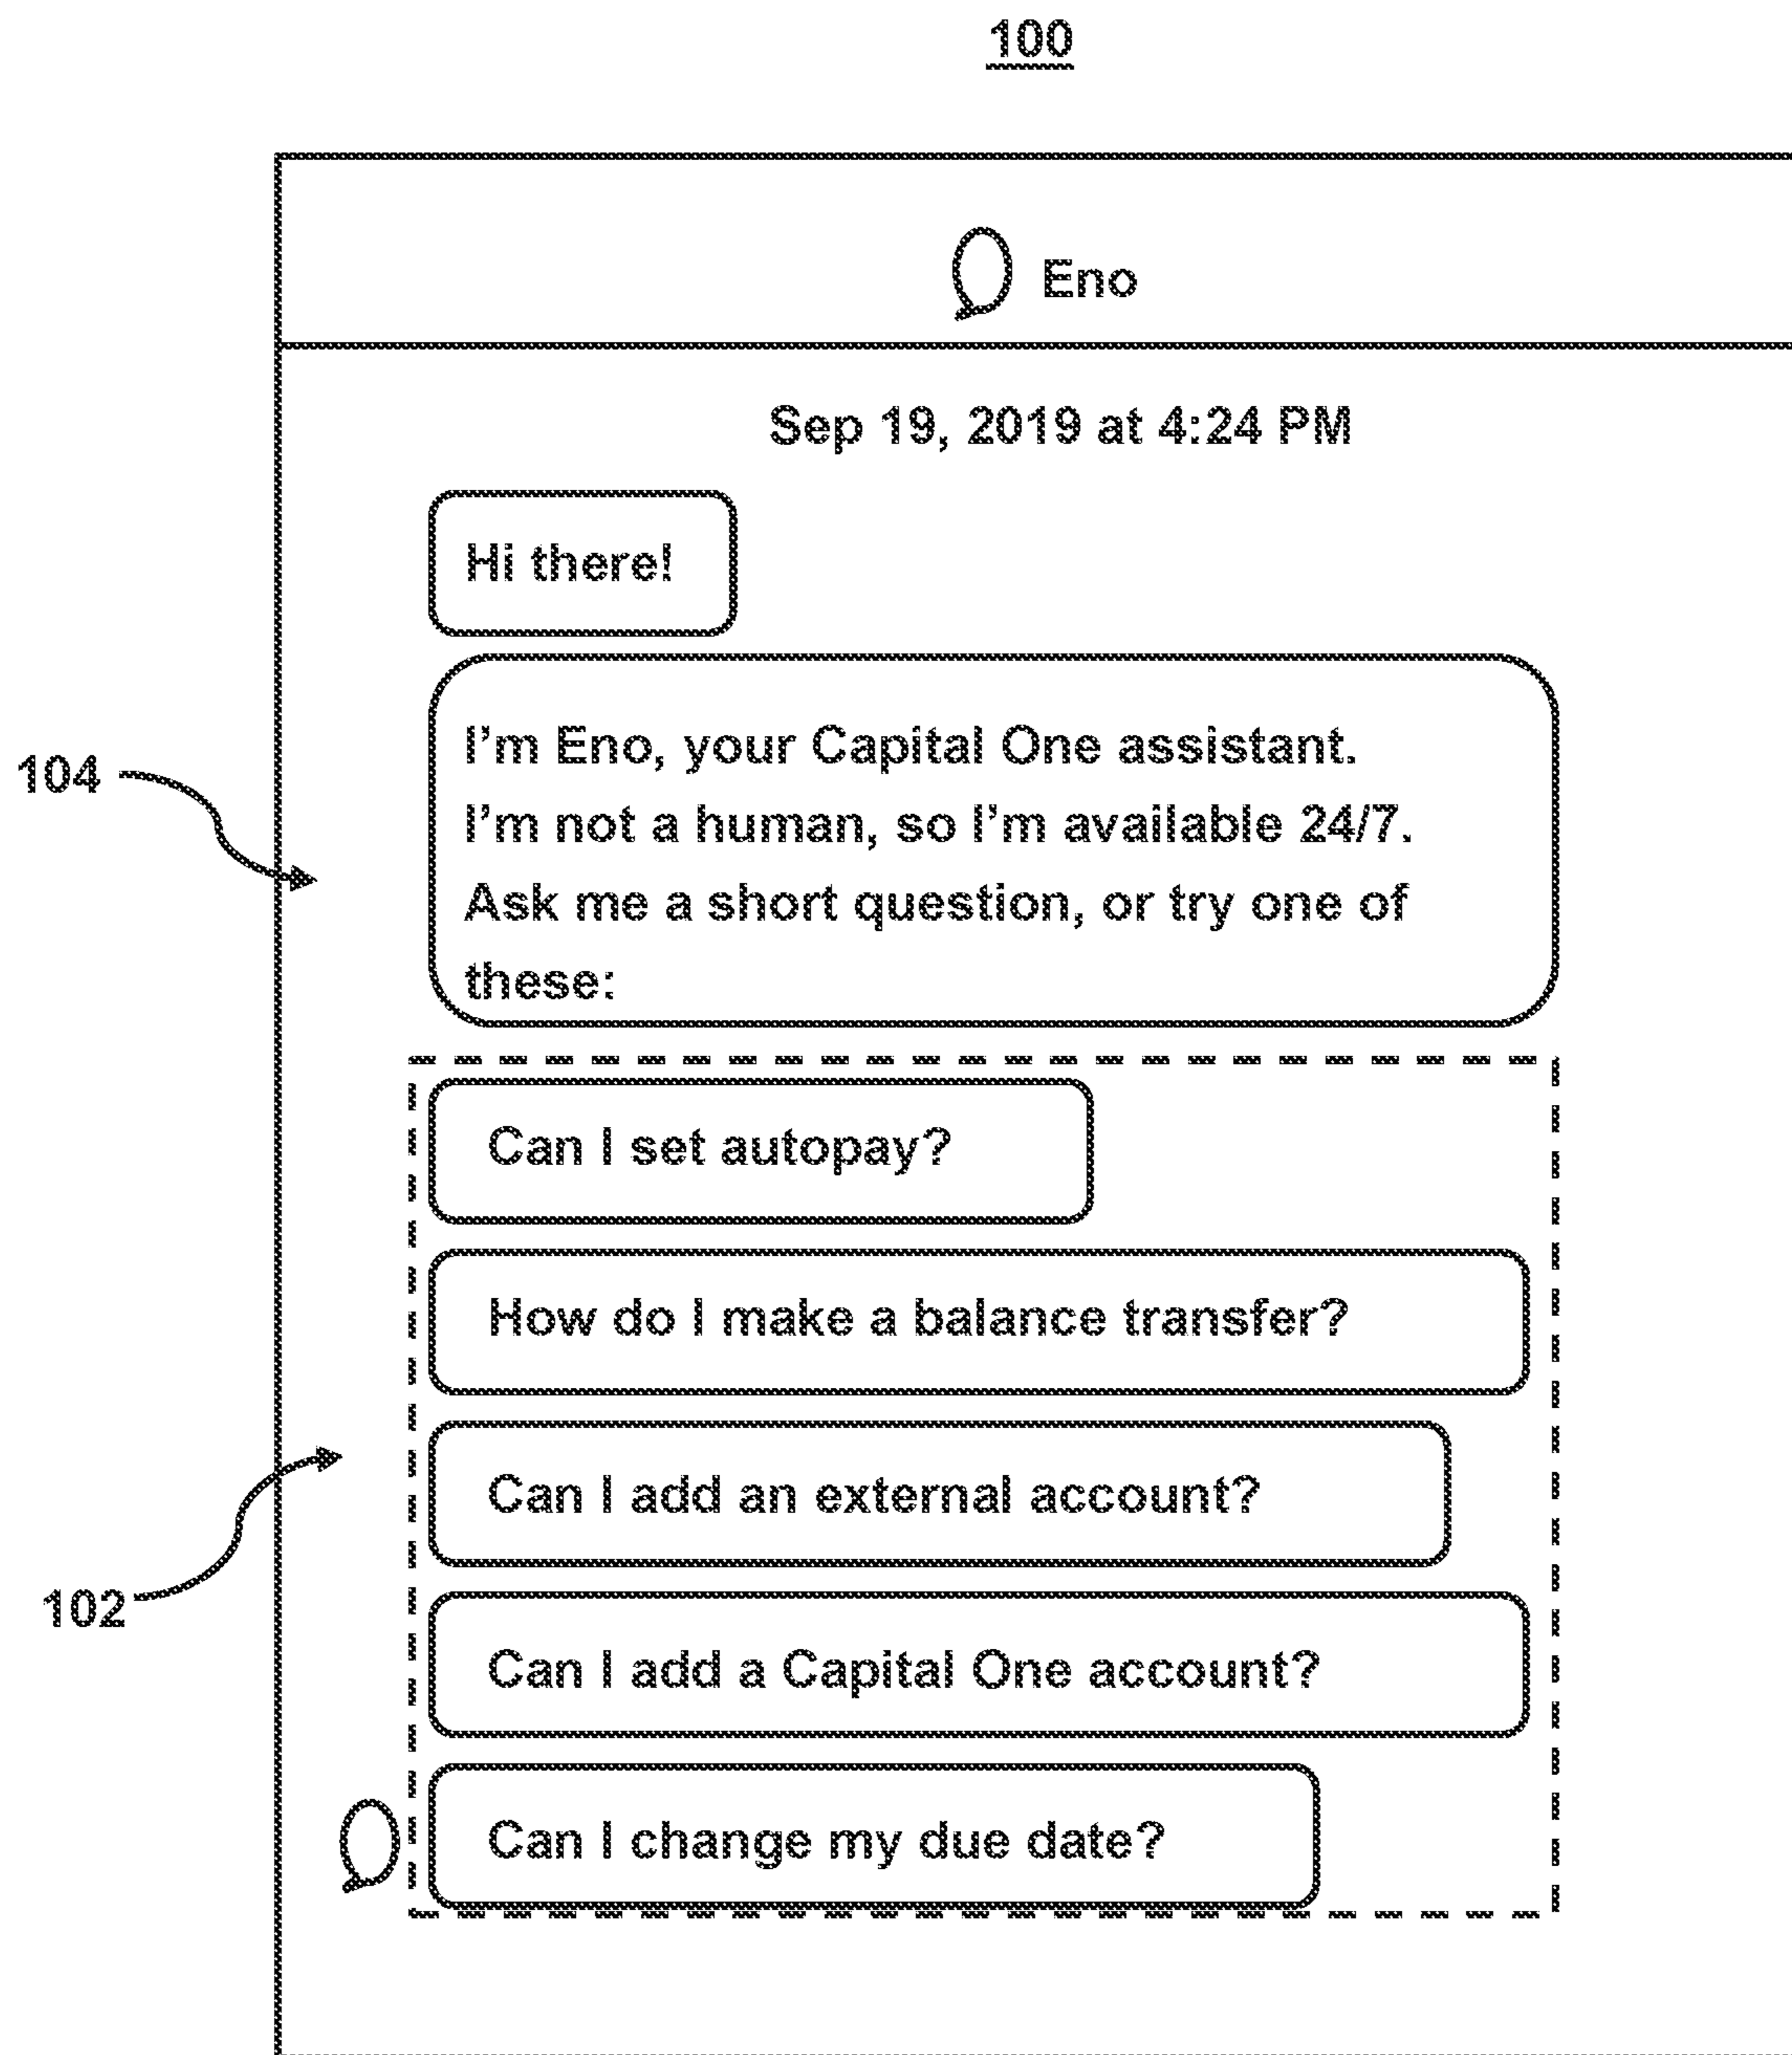 100
Eno
Sep 19, 2019 at 4:24 PM
Hi there!
I'm Eno, your Capital One assistant.
I'm not a human, so I'm available 24/7.
Ask me a short question, or try one of
these:
104
Can I set autopay?
How do I make a balance transfer?
Can I add an external account?
102
Can I add a Capital One account?
Can I change my due date?